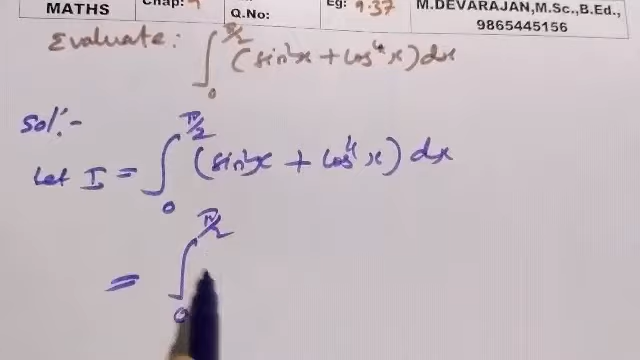 MATHS Chap: 9 Q.No: Eg: 9.37 M.DEVARAJAN,M.Sc.,B.Ed.,
9865445156
Evaluate: ∫₀^(π/2) (sin²x + cos⁴x) dx
Sol:-
Let I = ∫₀^(π/2) (sin²x + cos⁴x) dx
= ∫₀^(π/2)